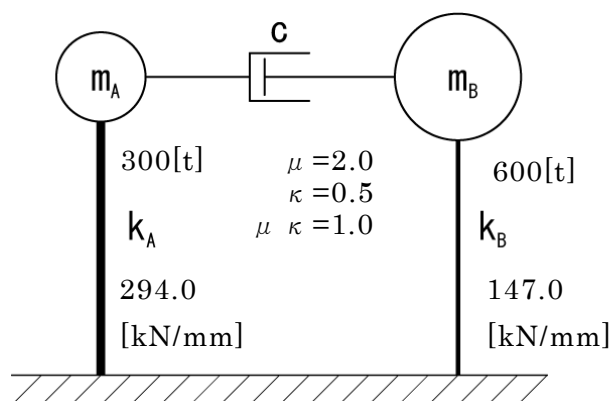 C
m_A
m_B
300[t]
μ=2.0
κ=0.5
μ κ=1.0
600[t]
k_A
k_B
294.0
[kN/mm]
147.0
[kN/mm]